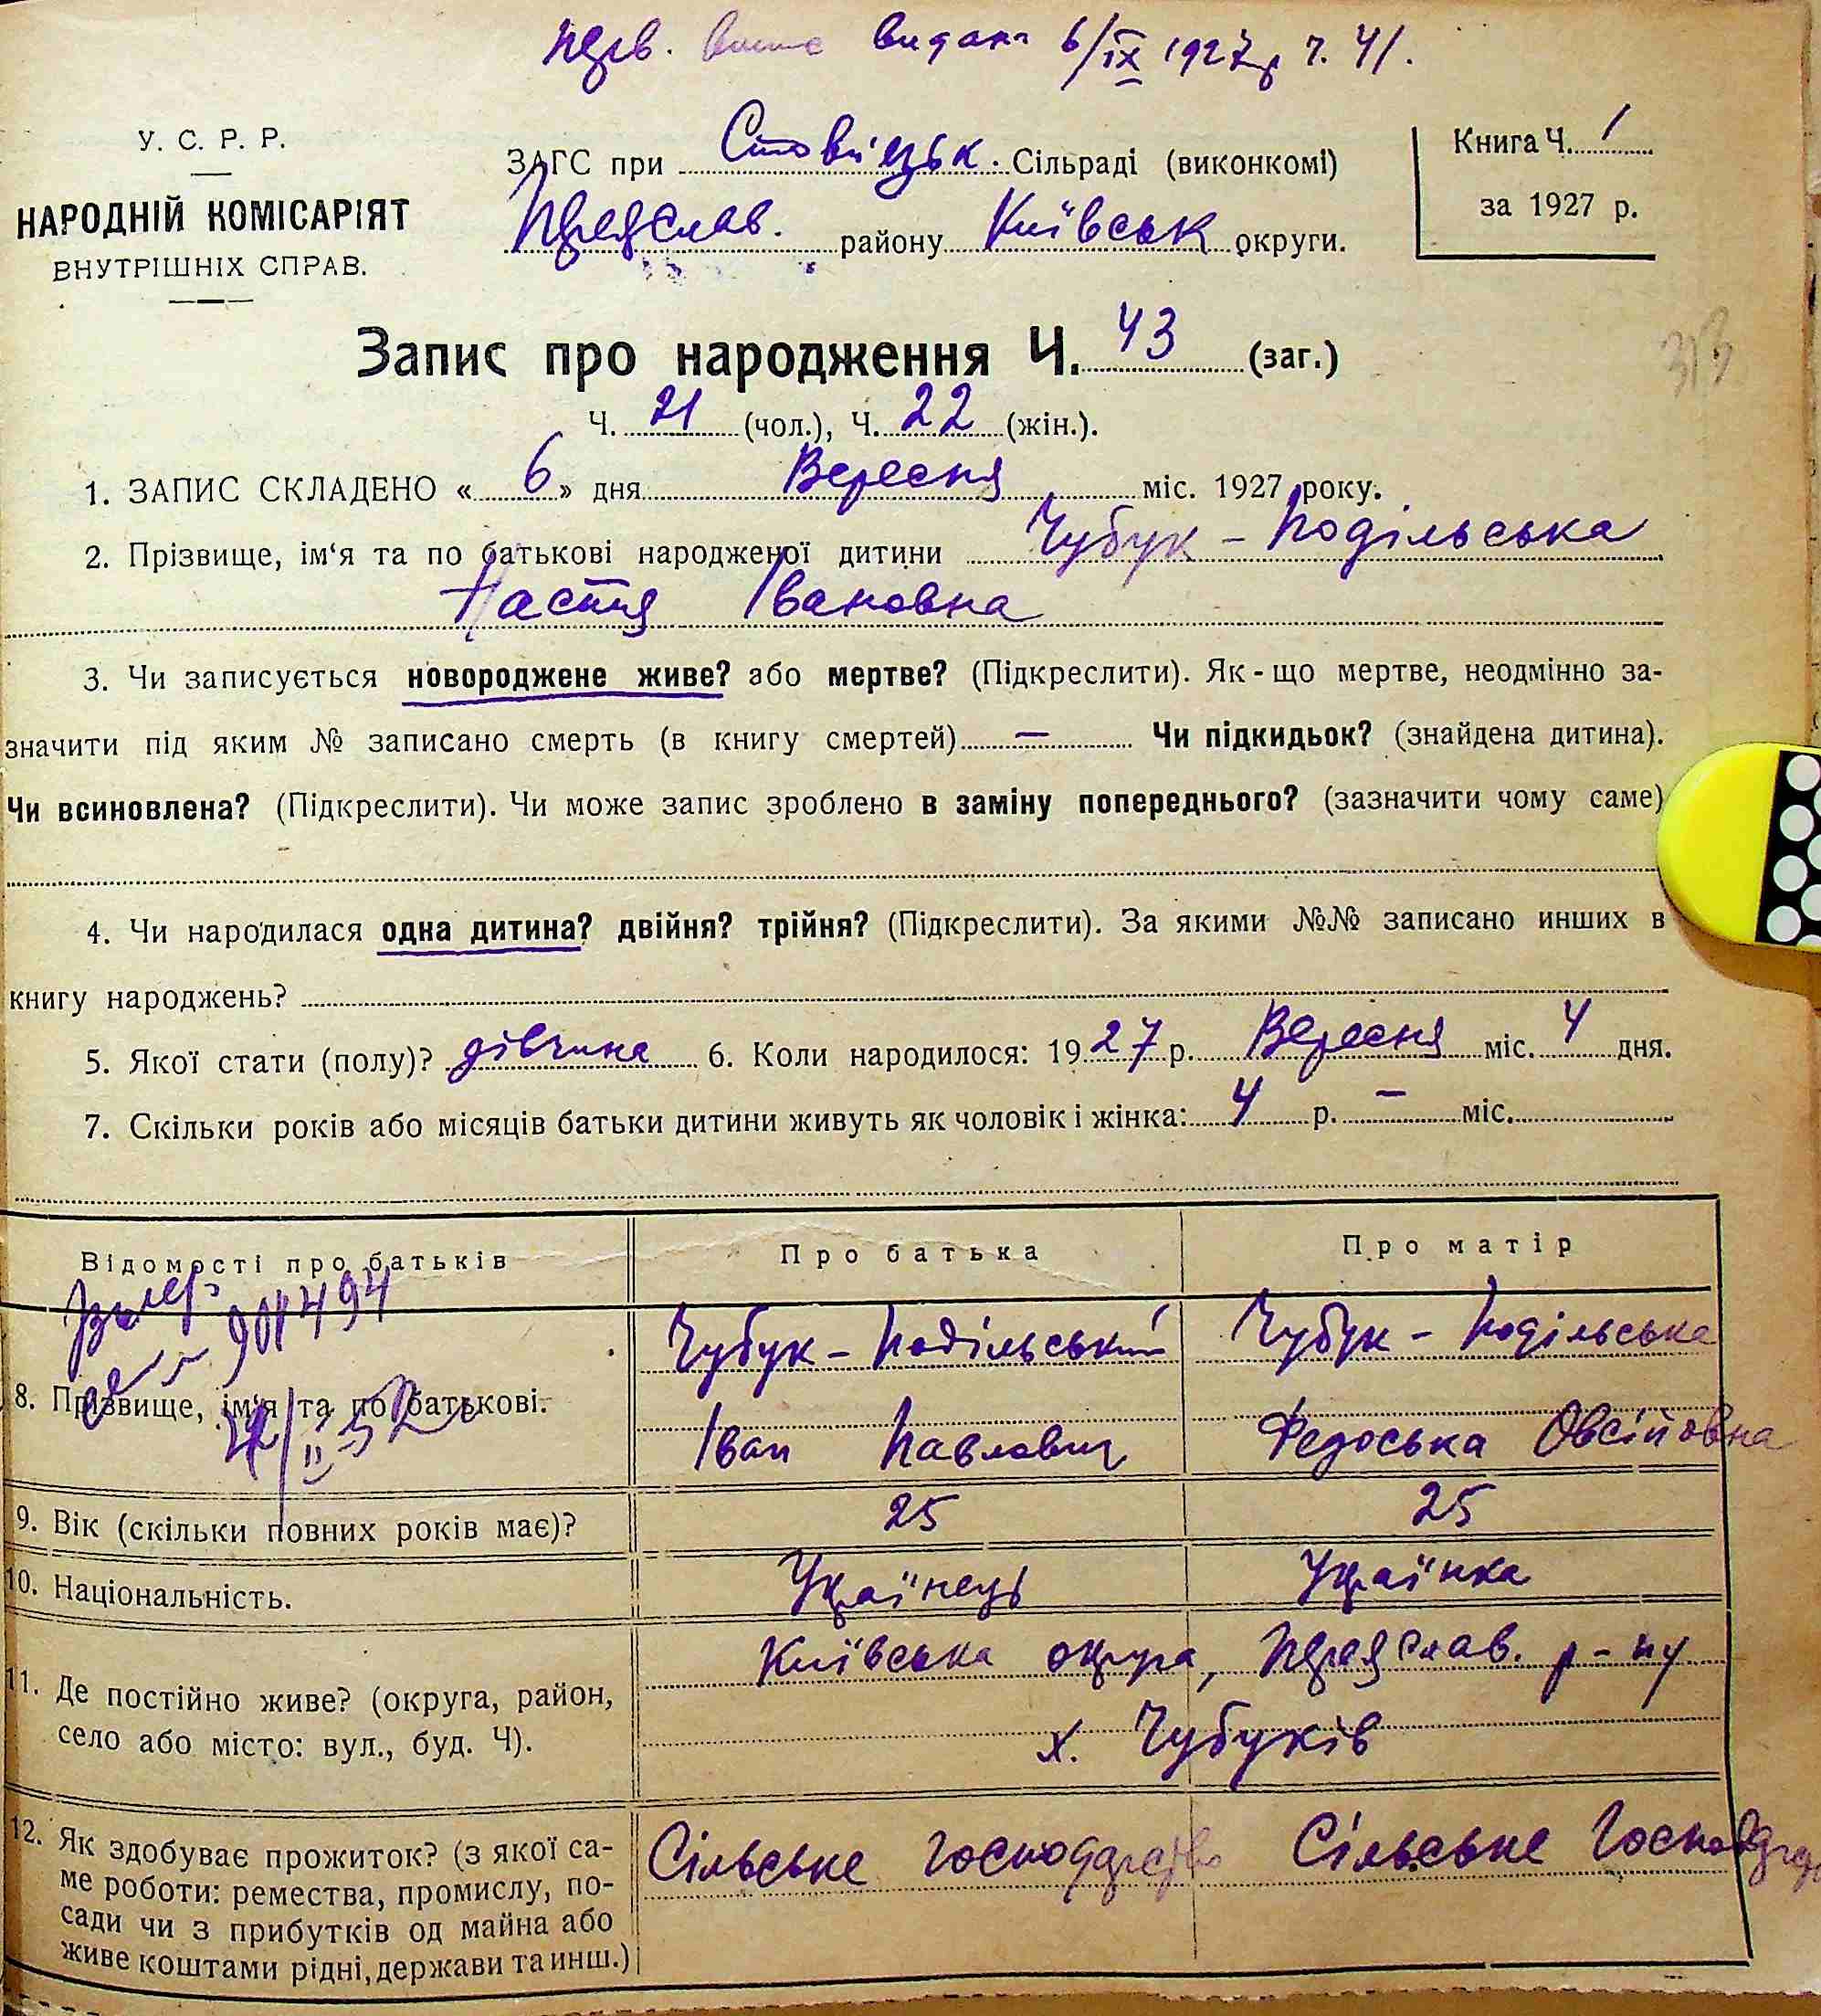 видана 6/IX 1927р ч. 41.
У. С. Р. Р.
НАРОДНІЙ КОМІСАРІЯТ
ВНУТРІШНІХ СПРАВ.
ЗАГС при Стовп'язьк. Сільраді (виконкомі)
Переяслав. району Київськ округи.
Книга Ч. 1
за 1927 р.
Запис про народження Ч. 43 (заг.)
Ч. 21 (чол.), Ч. 22 (жін.).
1. ЗАПИС СКЛАДЕНО « 6 » дня Вересня міс. 1927 року.
2. Прізвище, ім‘я та по батькові народженої дитини Чубук – Подільська
Настя Івановна
3. Чи записується новороджене живе? або мертве? (Підкреслити). Як - що мертве, неодмінно за-
значити під яким № записано смерть (в книгу смертей) — Чи підкидьок? (знайдена дитина).
Чи всиновлена? (Підкреслити). Чи може запис зроблено в заміну попереднього? (зазначити чому саме)
4. Чи народилася одна дитина? двійня? трійня? (Підкреслити). За якими №№ записано инших в
книгу народжень?
5. Якої стати (полу)? дівчина 6. Коли народилося: 1927 р. Вересня міс. 4 дня.
7. Скільки років або місяців батьки дитини живуть як чоловік і жінка: 4 р. – міс.
Відомості про батьків Про батька Про матір
8. Прізвище, ім'я та по батькові.
Чубук – Подільський
Іван Павлович
Чубук – Подільська
Федоська Овсійовна
9. Вік (скільки повних років має)? 25 25
10. Національність. Українець Українка
11. Де постійно живе? (округа, район,
село або місто: вул., буд. Ч).
Київська округа, Переяслав. р-ну
х. Чубуків
12. Як здобуває прожиток? (з якої са-
ме роботи: ремества, промислу, по-
сади чи з прибутків од майна або
живе коштами рідні, держави та инш.)
Сільське господарство Сільське Господар